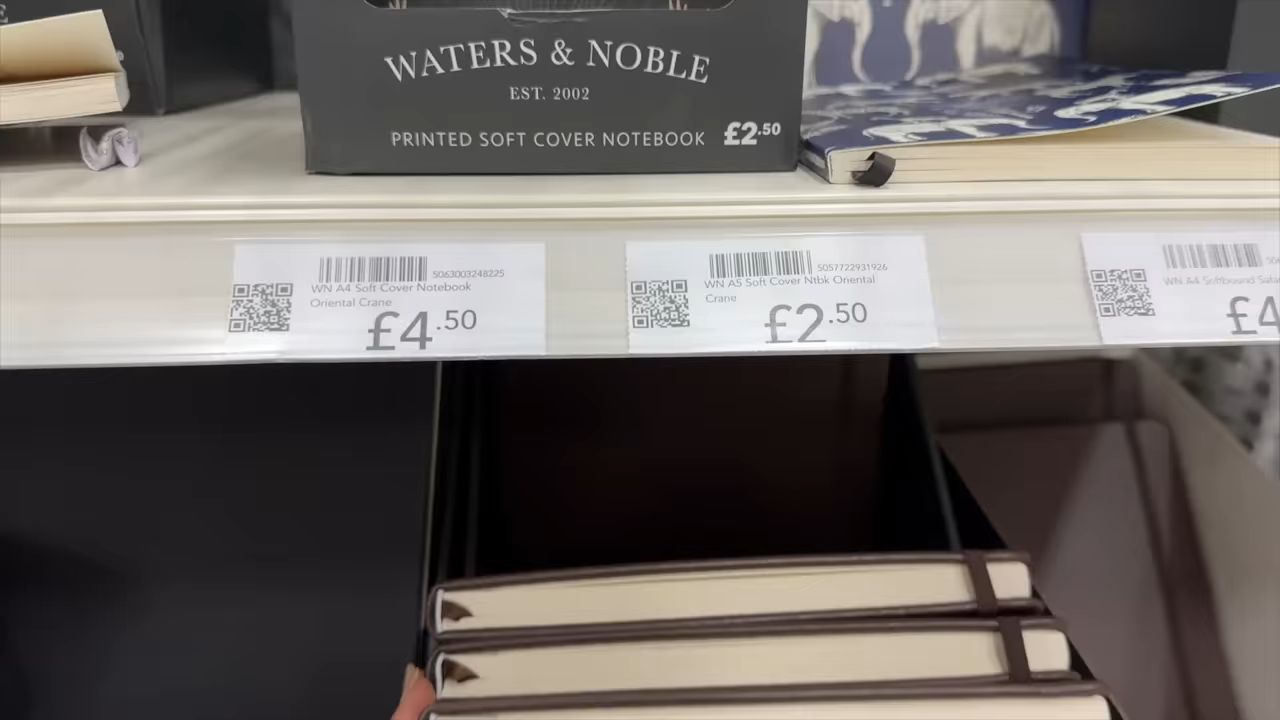 WATERS & NOBLE
EST. 2002
PRINTED SOFT COVER NOTEBOOK £2.50
5063003248225
WN A4 Soft Cover Notebook
Oriental Crane
£4.50
5057722931926
WN A5 Soft Cover Ntbk Oriental
Crane
£2.50
WN A4 Softbound Safa
£4